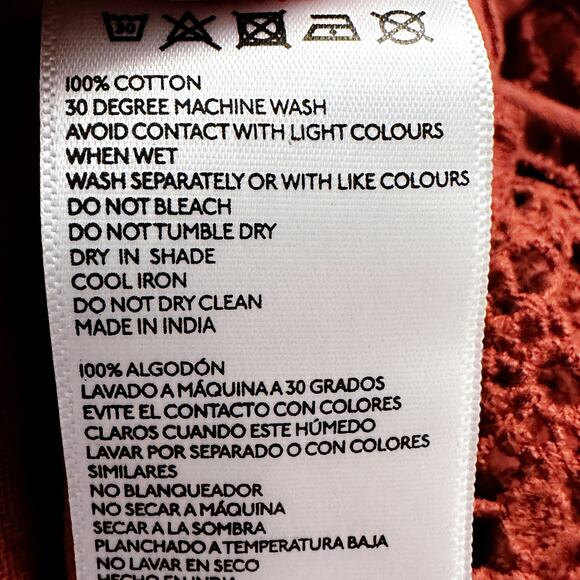 30
100% COTTON
30 DEGREE MACHINE WASH
AVOID CONTACT WITH LIGHT COLOURS
WHEN WET
WASH SEPARATELY OR WITH LIKE COLOURS
DO NOT BLEACH
DO NOT TUMBLE DRY
DRY IN SHADE
COOL IRON
DO NOT DRY CLEAN
MADE IN INDIA
100% ALGODÓN
LAVADO A MÁQUINA A 30 GRADOS
EVITE EL CONTACTO CON COLORES
CLAROS CUANDO ESTE HÚMEDO
LAVAR POR SEPARADO O CON COLORES
SIMILARES
NO BLANQUEADOR
NO SECAR A MÁQUINA
SECAR A LA SOMBRA
PLANCHADO A TEMPERATURA BAJA
NO LAVAR EN SECO
HECHO EN INDIA